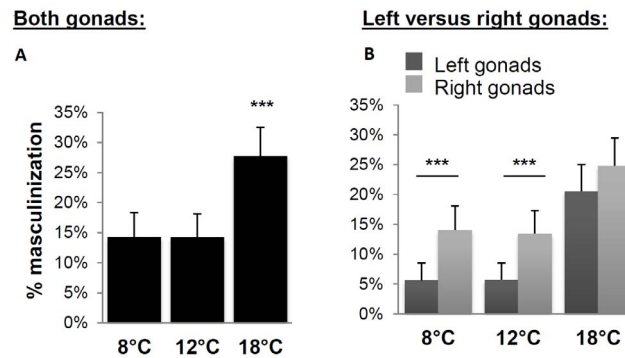 Both gonads:
A
% masculinization
35%
30%
25%
20%
15%
10%
5%
0%
***
8°C 12°C 18°C
Left versus right gonads:
B
Left gonads
Right gonads
35%
30%
25%
20%
15%
10%
5%
0%
*** ***
8°C 12°C 18°C